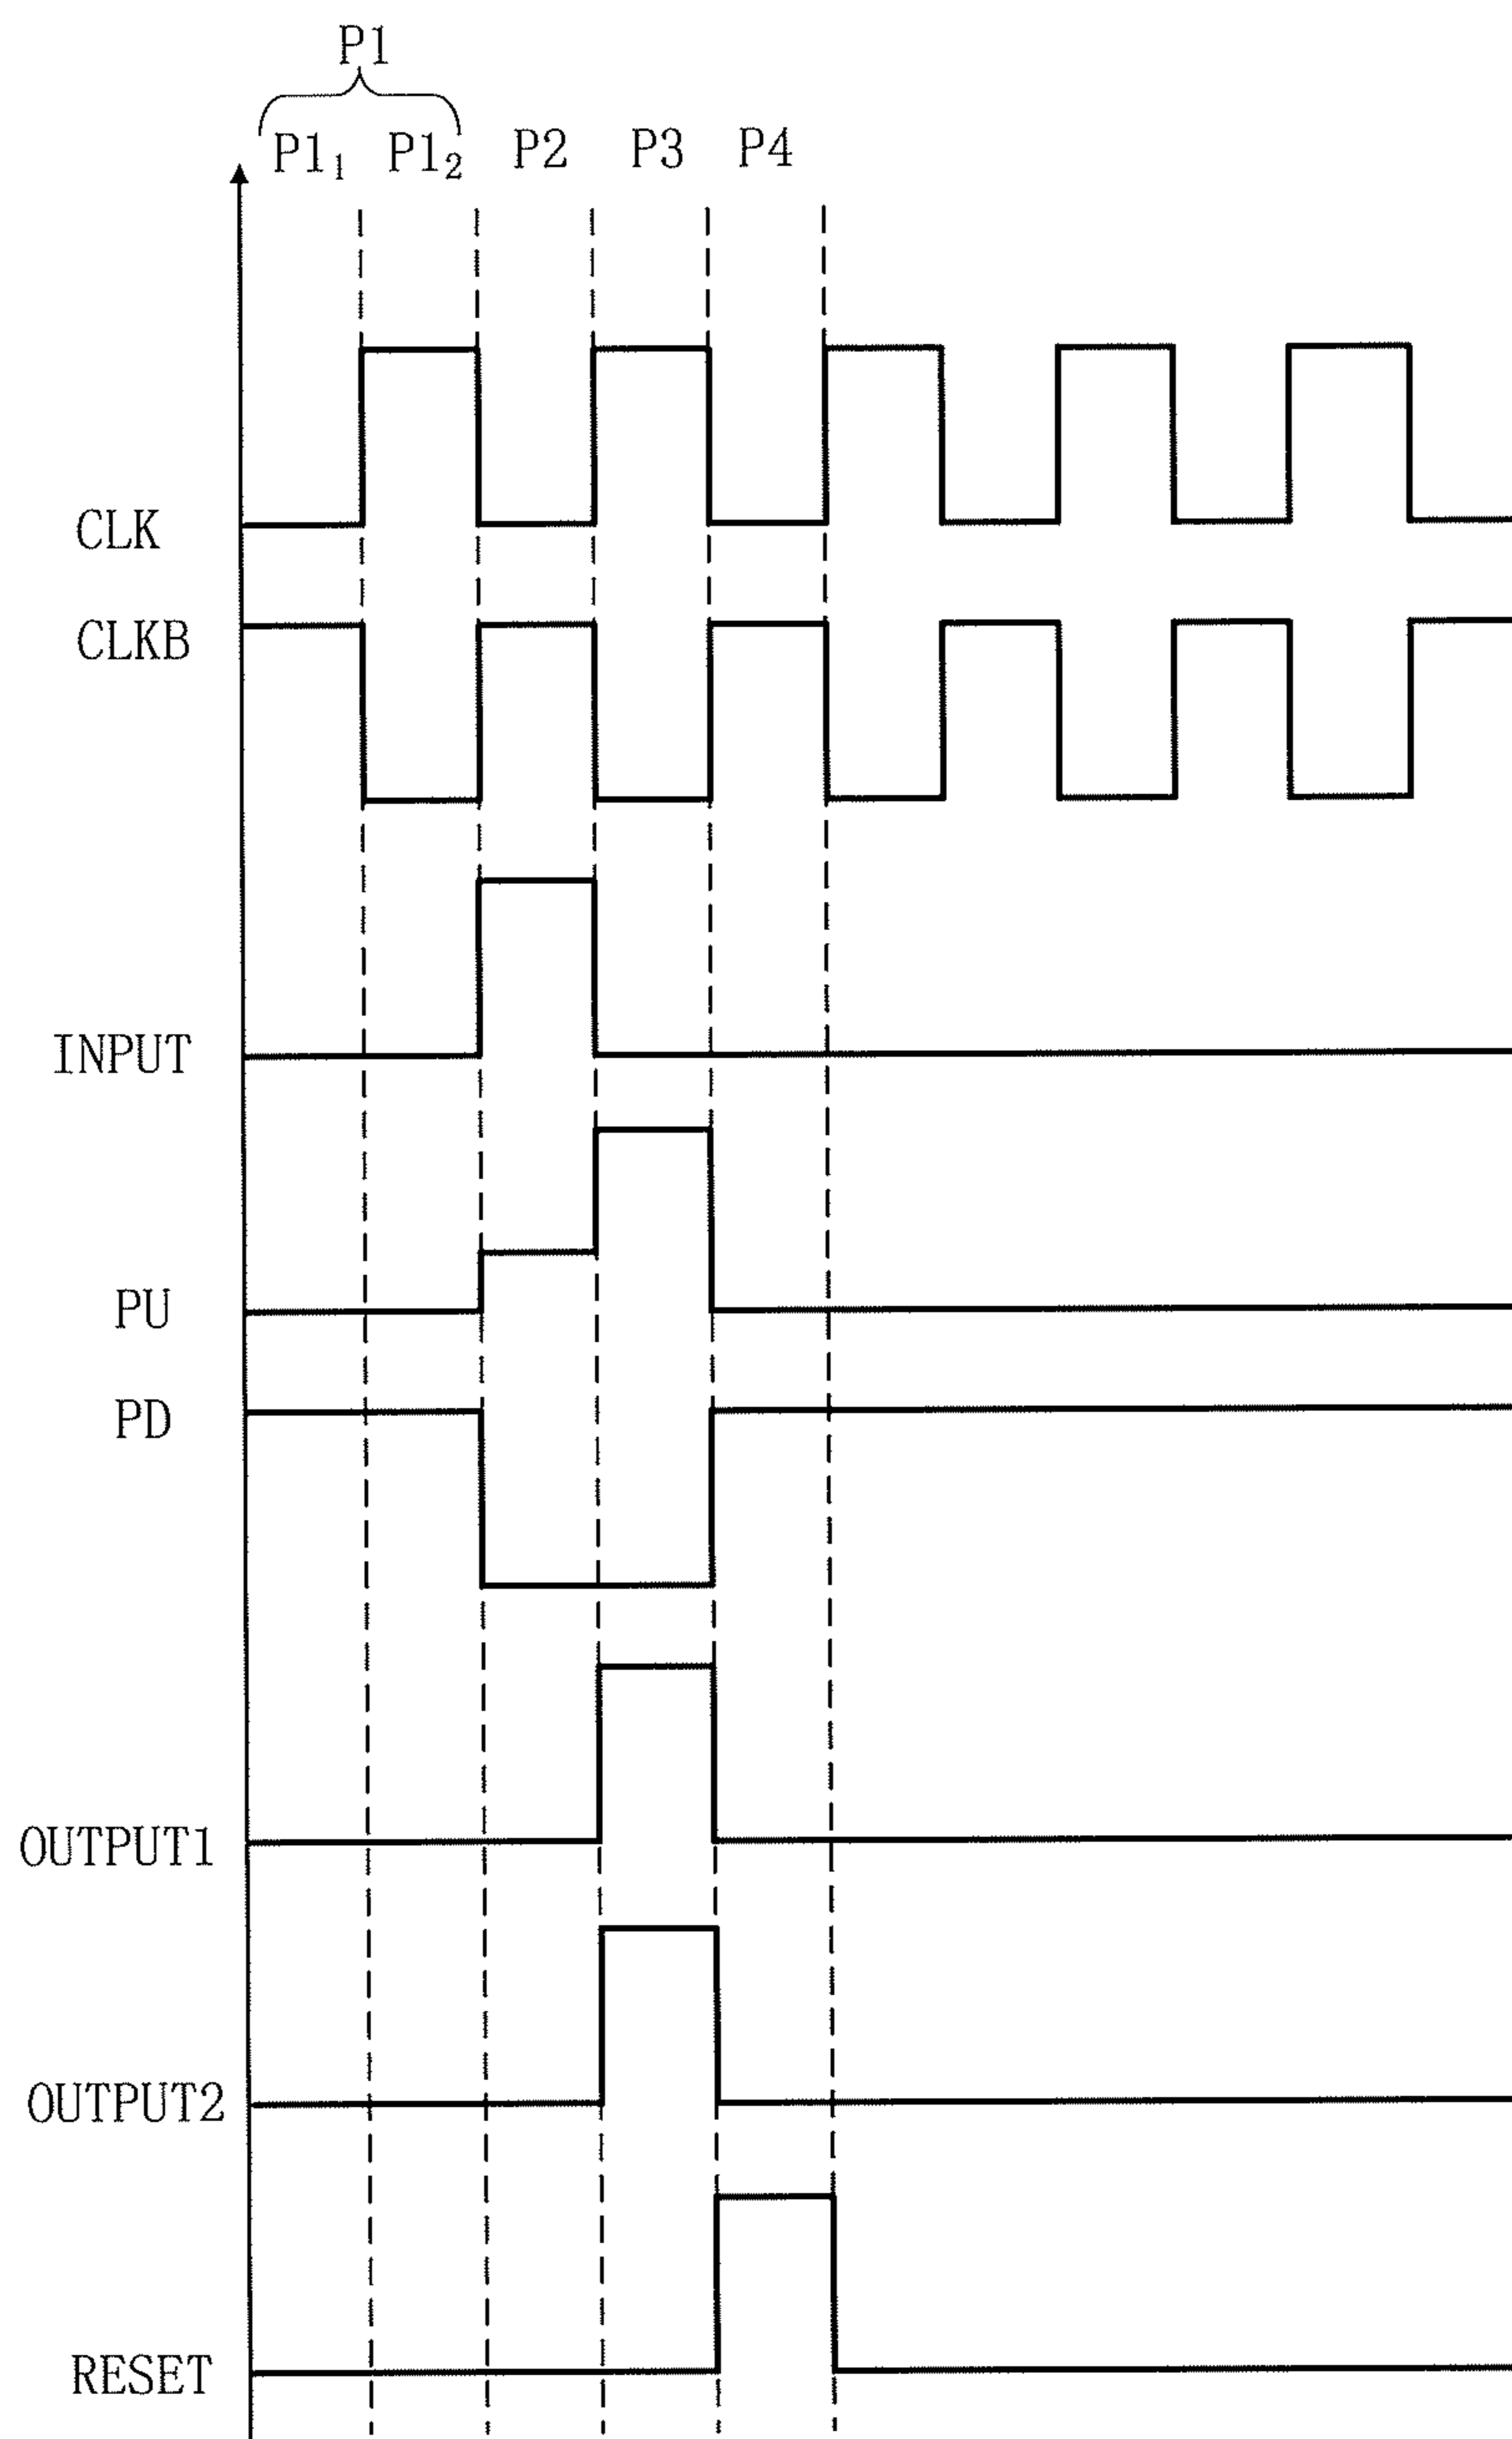 P1
P1₁ P1₂ P2 P3 P4
CLK
CLKB
INPUT
PU
PD
OUTPUT1
OUTPUT2
RESET